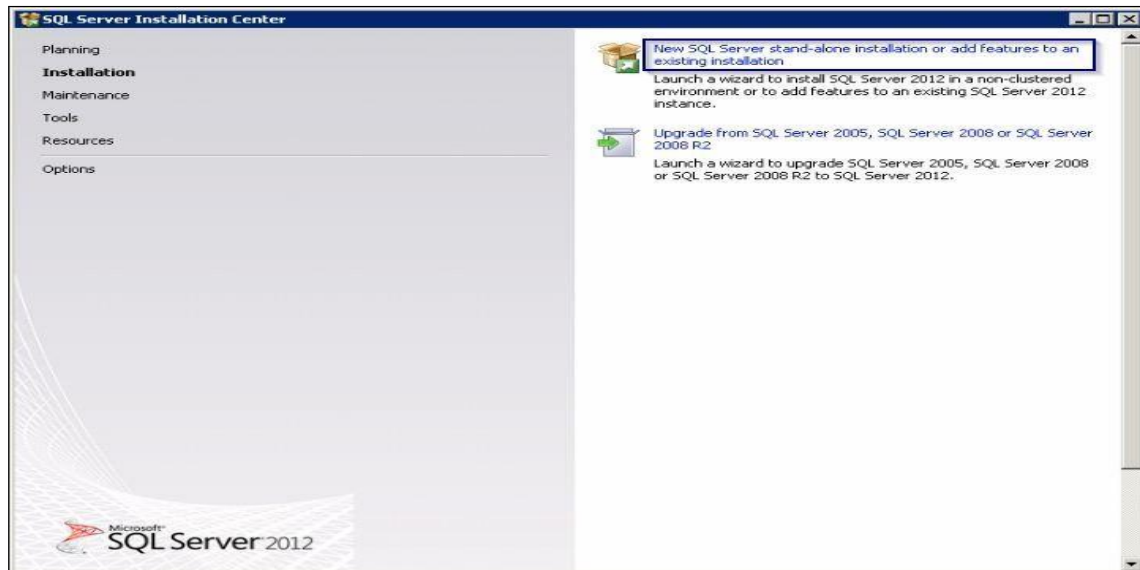 SQL Server Installation Center
Planning
Installation
Maintenance
Tools
Resources
Options
New SQL Server stand-alone installation or add features to an
existing installation
Launch a wizard to install SQL Server 2012 in a non-clustered
environment or to add features to an existing SQL Server 2012
instance.
Upgrade from SQL Server 2005, SQL Server 2008 or SQL Server
2008 R2
Launch a wizard to upgrade SQL Server 2005, SQL Server 2008
or SQL Server 2008 R2 to SQL Server 2012.
Microsoft
SQL Server 2012